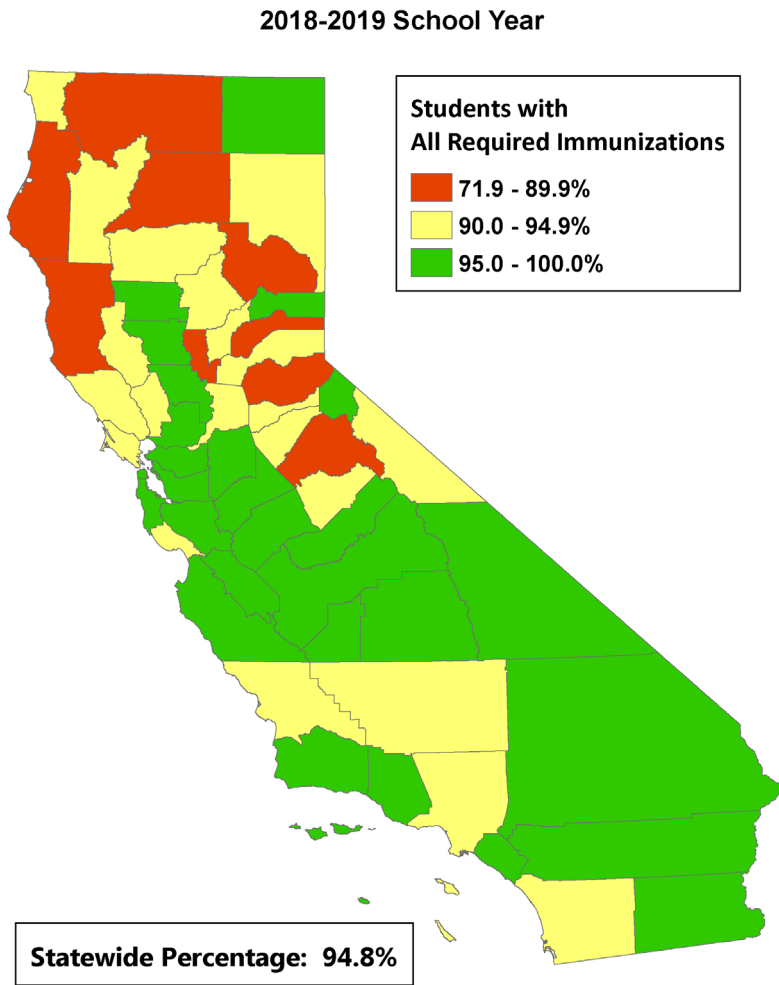 2018-2019 School Year
Students with
All Required Immunizations
71.9 - 89.9%
90.0 - 94.9%
95.0 - 100.0%
Statewide Percentage: 94.8%